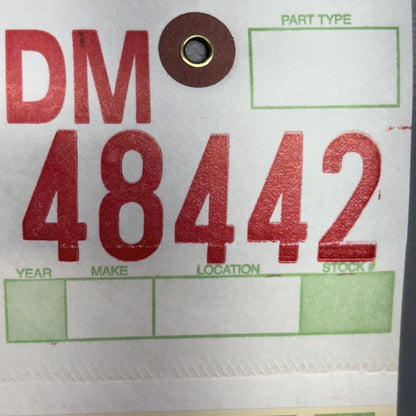 PART TYPE
DM
48442
YEAR MAKE LOCATION STOCK #